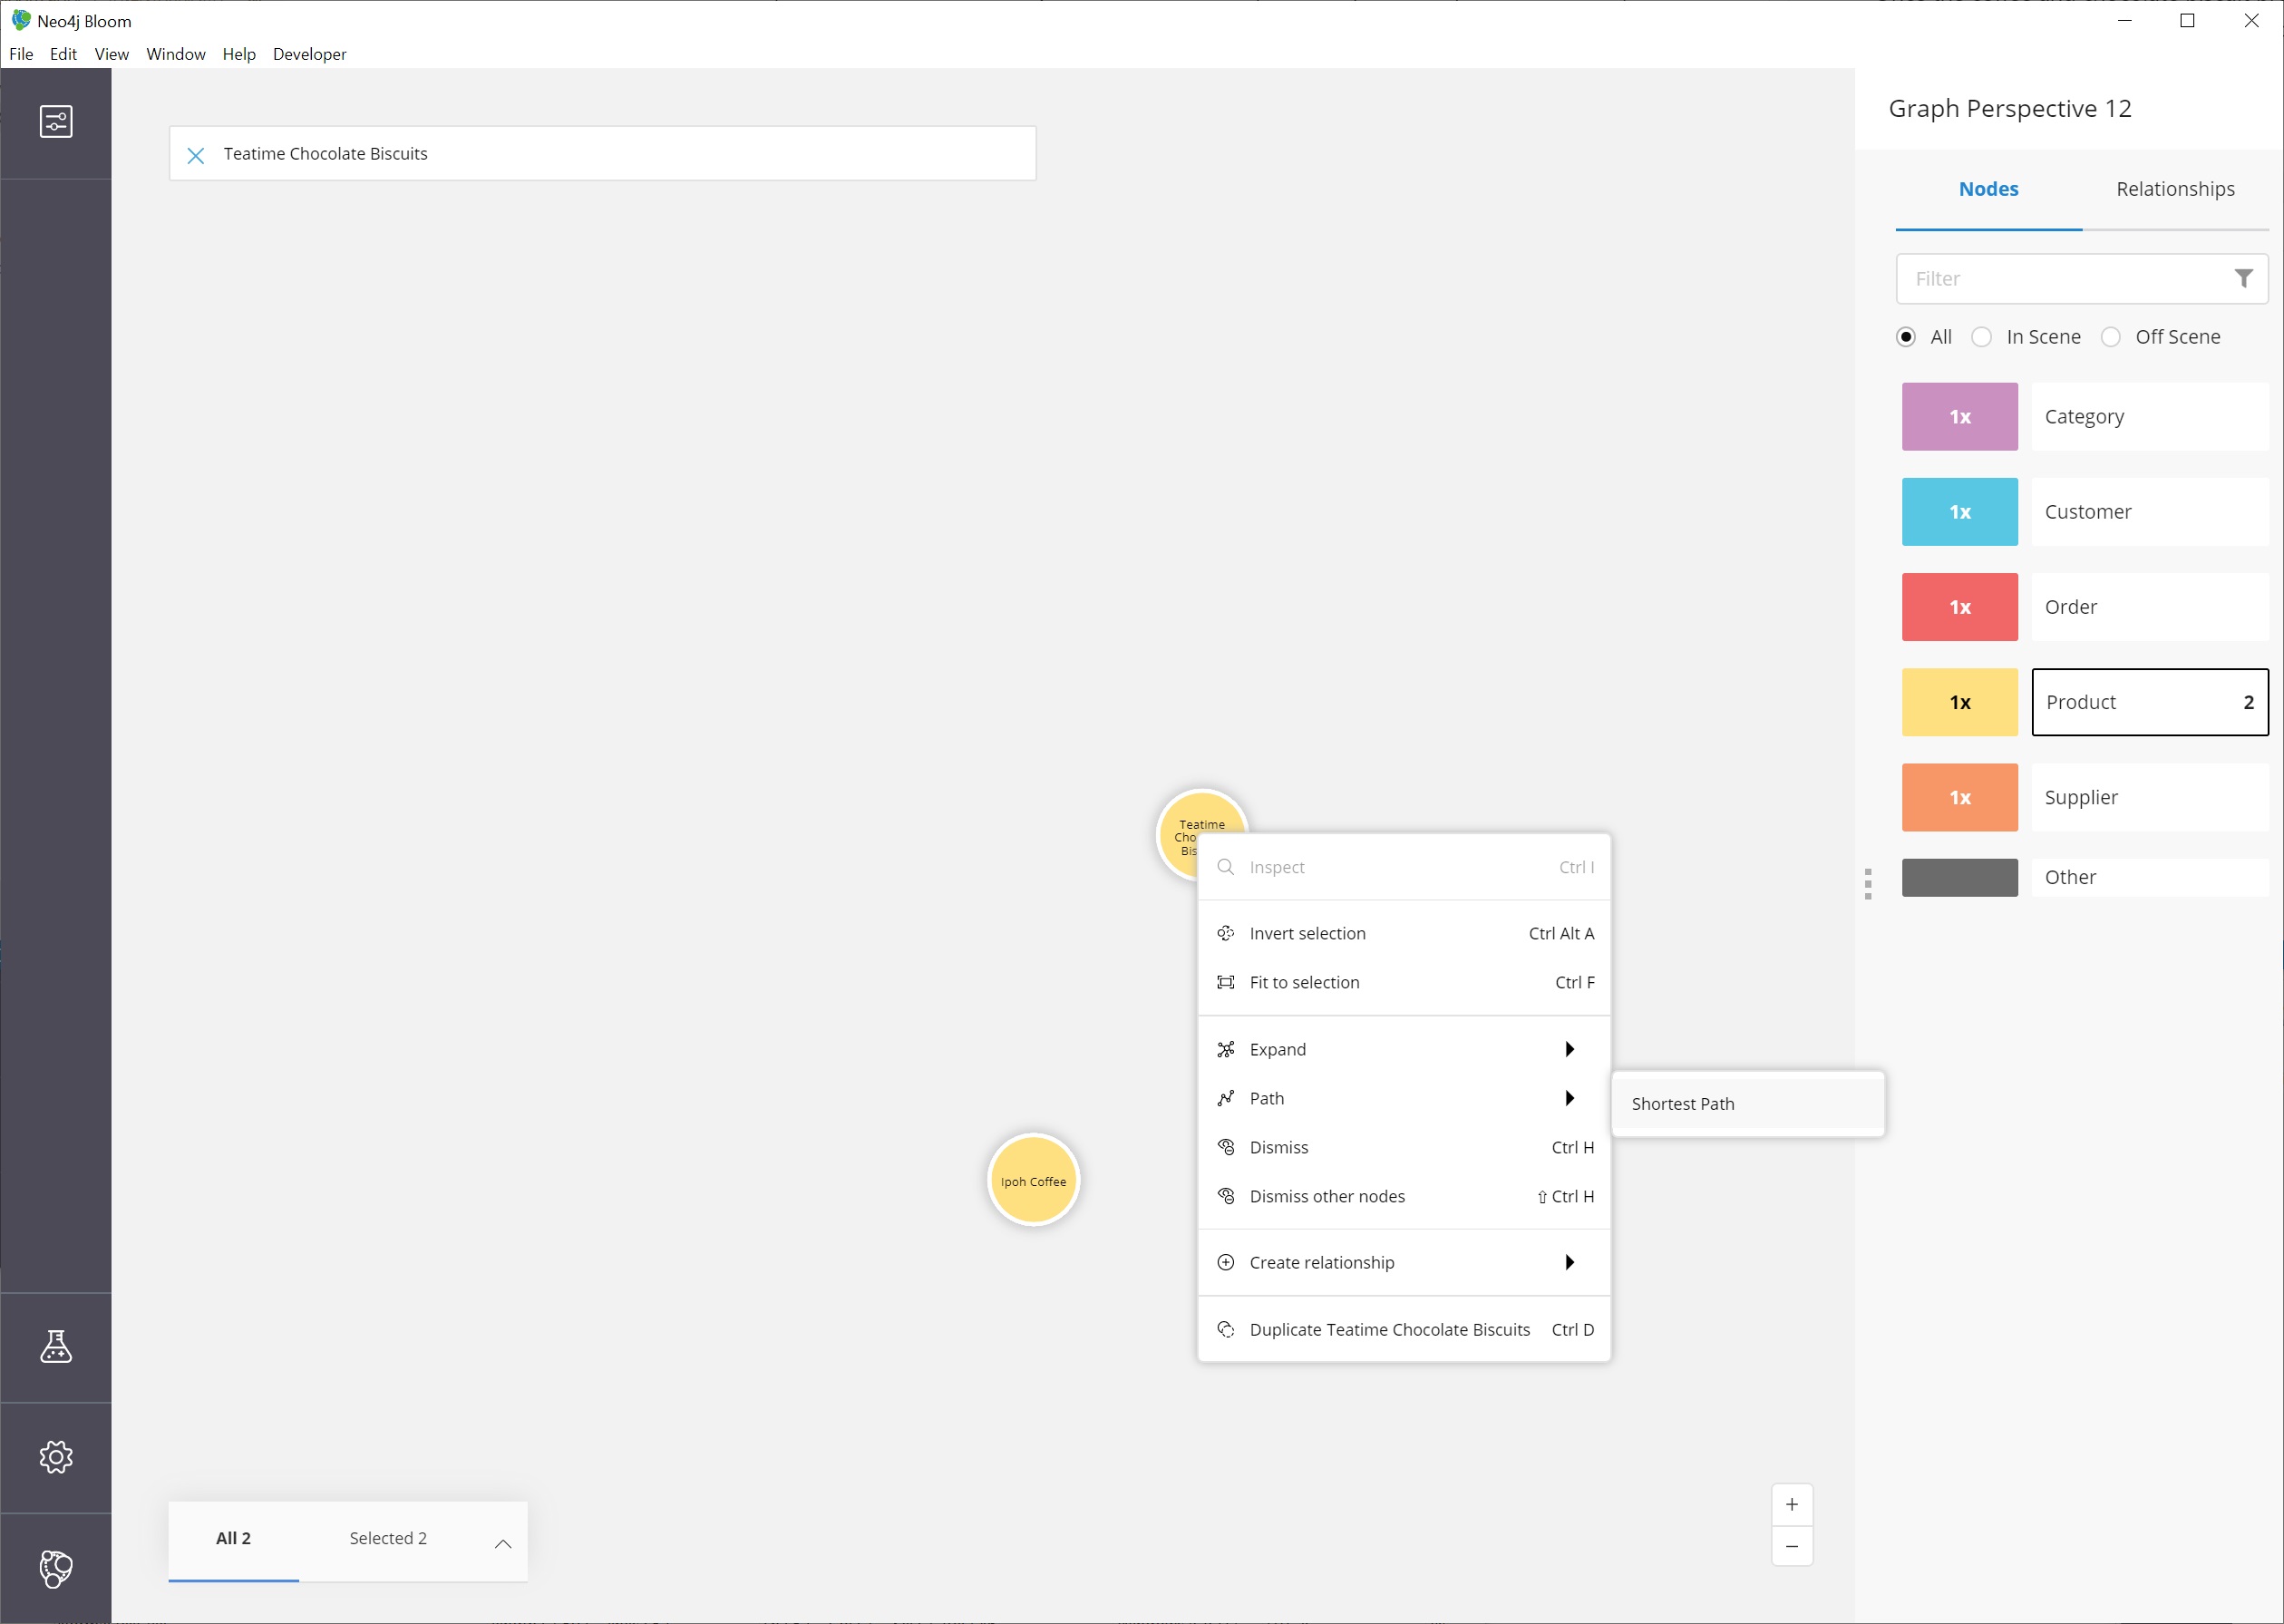 Neo4j Bloom
File Edit View Window Help Developer
Teatime Chocolate Biscuits
Graph Perspective 12
Nodes Relationships
Filter
All In Scene Off Scene
1x Category
1x Customer
1x Order
1x Product 2
1x Supplier
Other
Teatime
Ipoh Coffee
Inspect Ctrl I
Invert selection Ctrl Alt A
Fit to selection Ctrl F
Expand
Path
Shortest Path
Dismiss Ctrl H
Dismiss other nodes ⇧ Ctrl H
Create relationship
Duplicate Teatime Chocolate Biscuits Ctrl D
All 2 Selected 2